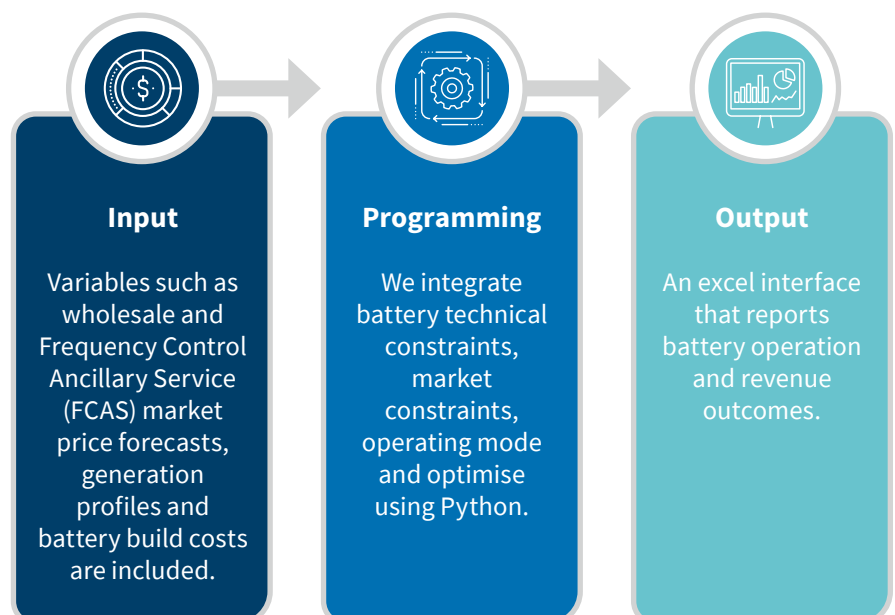 $
Input
Variables such as
wholesale and
Frequency Control
Ancillary Service
(FCAS) market
price forecasts,
generation
profiles and
battery build costs
are included.
Programming
We integrate
battery technical
constraints,
market
constraints,
operating mode
and optimise
using Python.
Output
An excel interface
that reports
battery operation
and revenue
outcomes.